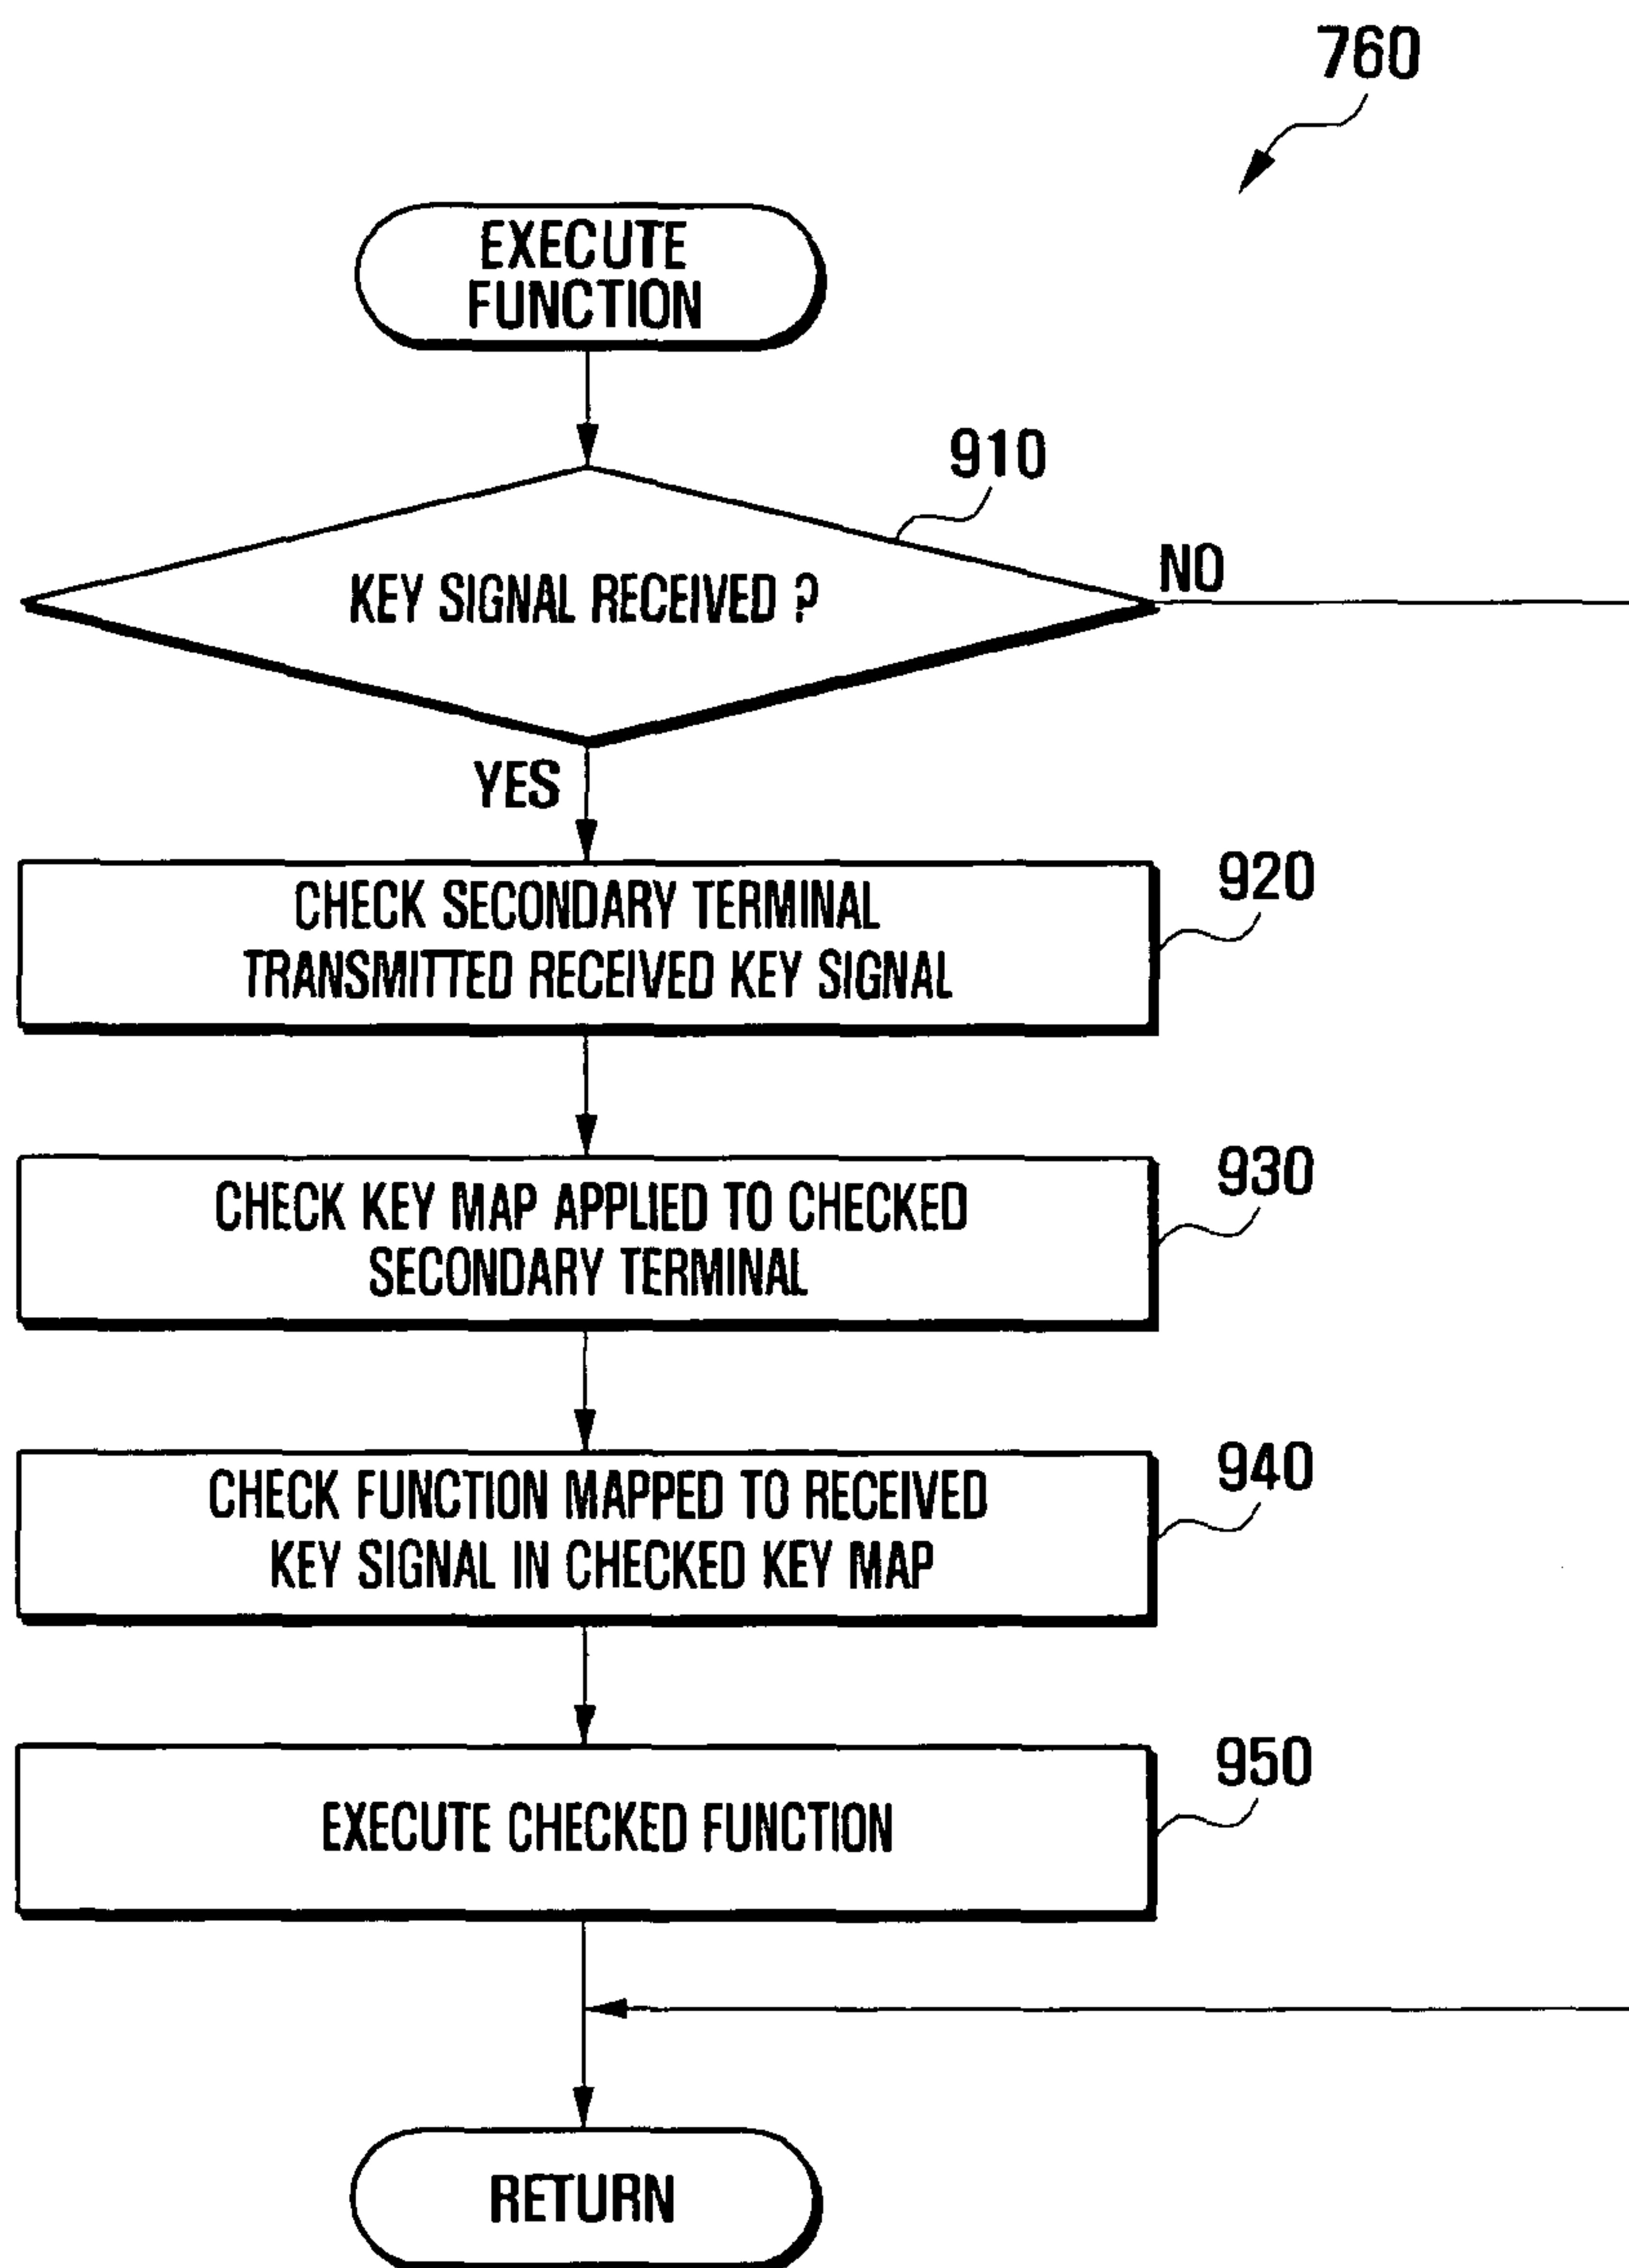 760
EXECUTE
FUNCTION
910
KEY SIGNAL RECEIVED ?
NO
YES
CHECK SECONDARY TERMINAL
TRANSMITTED RECEIVED KEY SIGNAL
920
CHECK KEY MAP APPLIED TO CHECKED
SECONDARY TERMINAL
930
CHECK FUNCTION MAPPED TO RECEIVED
KEY SIGNAL IN CHECKED KEY MAP
940
EXECUTE CHECKED FUNCTION
950
RETURN